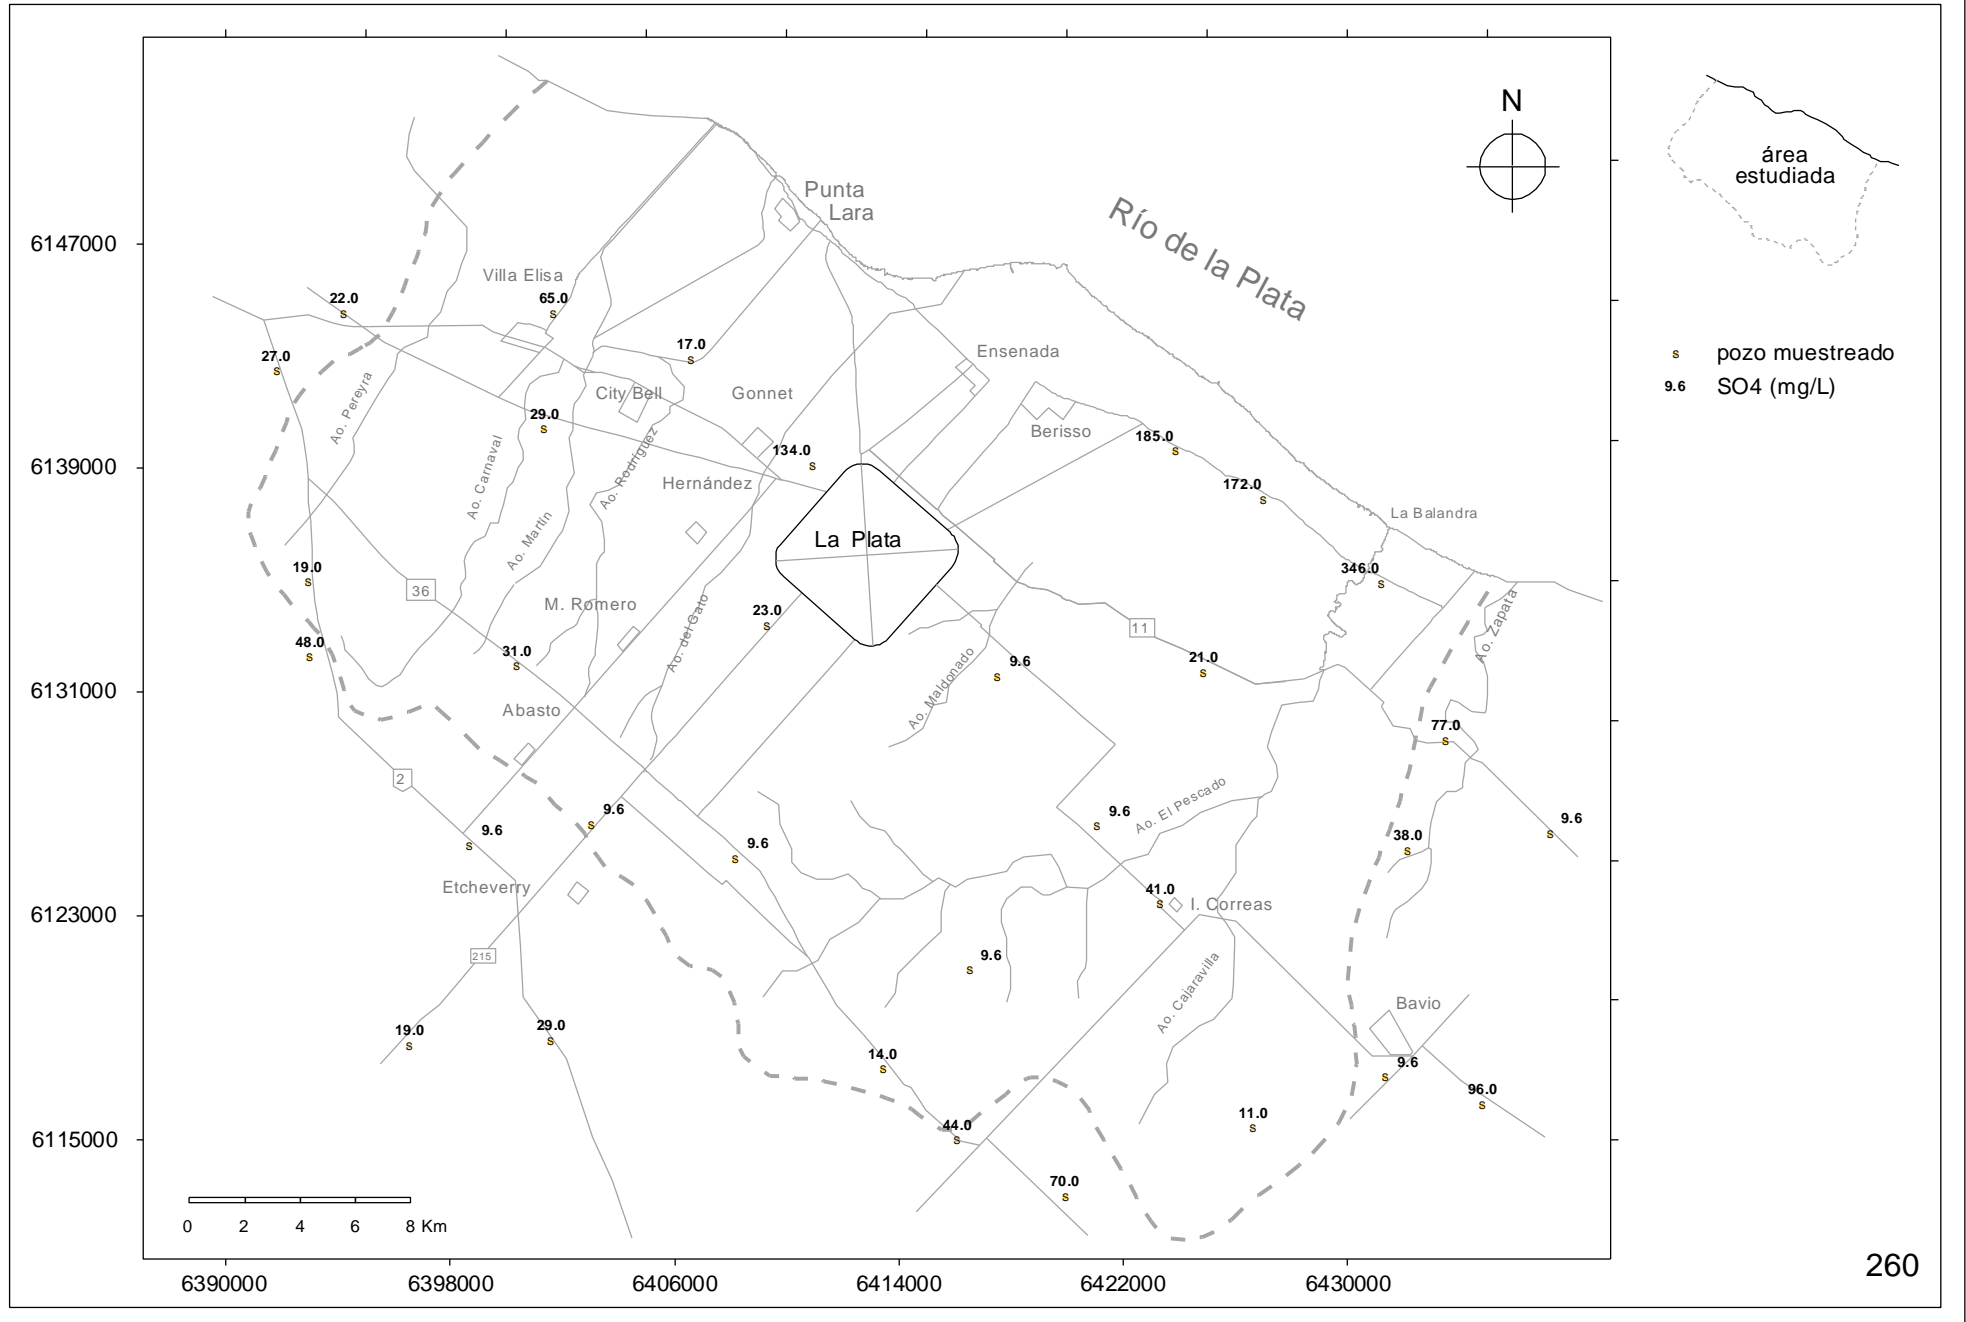 N
Punta
Lara
Río de la Plata
área
estudiada
6147000
Villa Elisa
22.0
65.0
17.0
27.0
Ensenada
s pozo muestreado
9.6 SO4 (mg/L)
Ao. Pereyra
City Bell
Gonnet
29.0
Berisso
185.0
134.0
6139000
Ao. Carnaval
Ao. Rodríguez
Hernández
172.0
La Balandra
Ao. Martín
La Plata
19.0
346.0
36
M. Romero
23.0
Ao. del Gato
11
Ao. Zapata
48.0
31.0
9.6
21.0
Ao. Maldonado
6131000
Abasto
77.0
2
Ao. El Pescado
9.6
9.6
9.6
9.6
9.6
38.0
Etcheverry
41.0
I. Correas
6123000
215
9.6
Ao. Cajaravilla
Bavio
19.0
29.0
14.0
9.6
96.0
44.0
11.0
6115000
70.0
0 2 4 6 8 Km
260
6390000 6398000 6406000 6414000 6422000 6430000